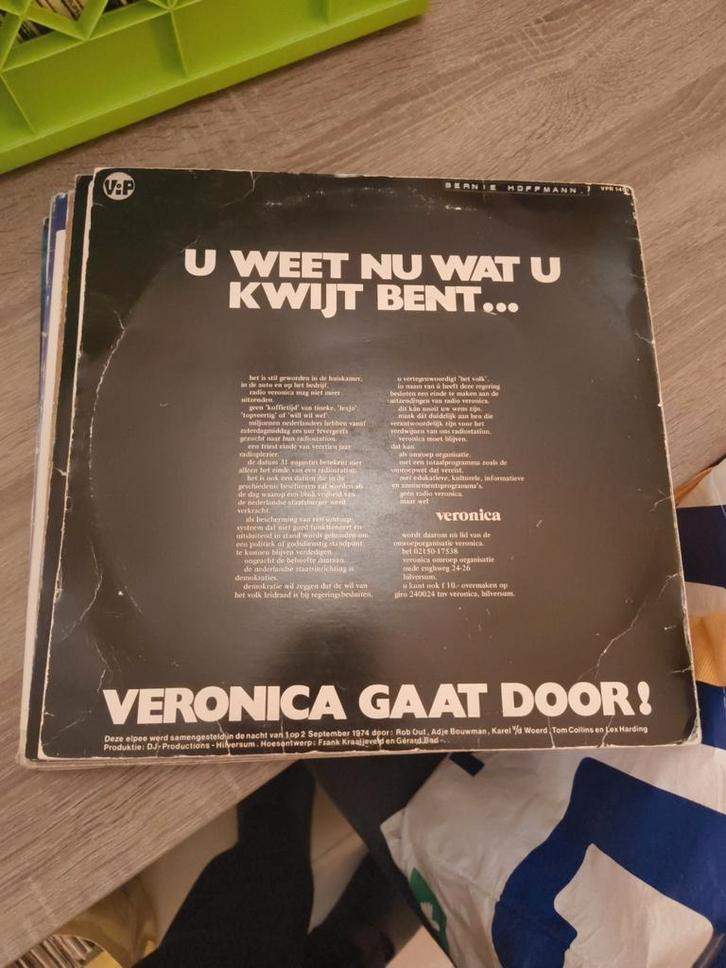 ViP
BERNIE HOFFMANN.
VPR 14
U WEET NU WAT U
KWIJT BENT...
het is stil geworden in de huiskamer,
in de auto en op het bedrijf.
radio veronica mag niet meer
uitzenden.
geen 'koffietijd' van tineke, 'lexjo'
'topveertig' of 'will wil wel'.
miljoenen nederlanders hebben vanaf
zaterdagmiddag zes uur tevergeefs
gezocht naar hun radiostation.
een triest einde van veertien jaar
radioplezier.
de datum 31 augustus betekent niet
alleen het einde van een radiostation.
het is ook een datum die in de
geschiedenis beschreven zal worden als
de dag waarop een brok vrijheid van
de nederlandse staatsburger werd
verkracht.
als bescherming van een omroep
systeem dat niet goed funktioneert en
uitsluitend in stand wordt gehouden om
een politiek of godsdienstig standpunt
te kunnen blijven verdedigen.
ongeacht de behoefte daaraan.
de nederlandse staatsinrichting is
demokraties.
demokratie wil zeggen dat de wil van
het volk leidraad is bij regeringsbesluiten.
u vertegenwoordigt 'het volk'.
in naam van u heeft deze regering
besloten een einde te maken aan de
uitzendingen van radio veronica.
dit kan nooit uw wens zijn.
maak dat duidelijk aan hen die
verantwoordelijk zijn voor het
verdwijnen van ons radiostation.
veronica moet blijven.
dat kan.
als omroep organisatie.
met een totaalprogramma zoals de
omroepwet dat vereist.
met edukatieve, kulturele, informatieve
en amusementsprogramma's.
geen radio veronica.
maar wel
veronica
wordt daarom nú lid van de
omroeporganisatie veronica.
bel 02150-17538
veronica omroep organisatie
oude enghweg 24-26
hilversum.
u kunt ook f 10.- overmaken op
giro 240024 tnv veronica, hilversum.
VERONICA GAAT DOOR!
Deze elpee werd samengesteld in de nacht van 1 op 2 September 1974 door: Rob Out, Adje Bouwman, Karel v/d Woerd, Tom Collins en Lex Harding
Produktie: DJ-Productions - Hilversum. Hoesontwerp: Frank Kraaijeveld en Gérard Bad